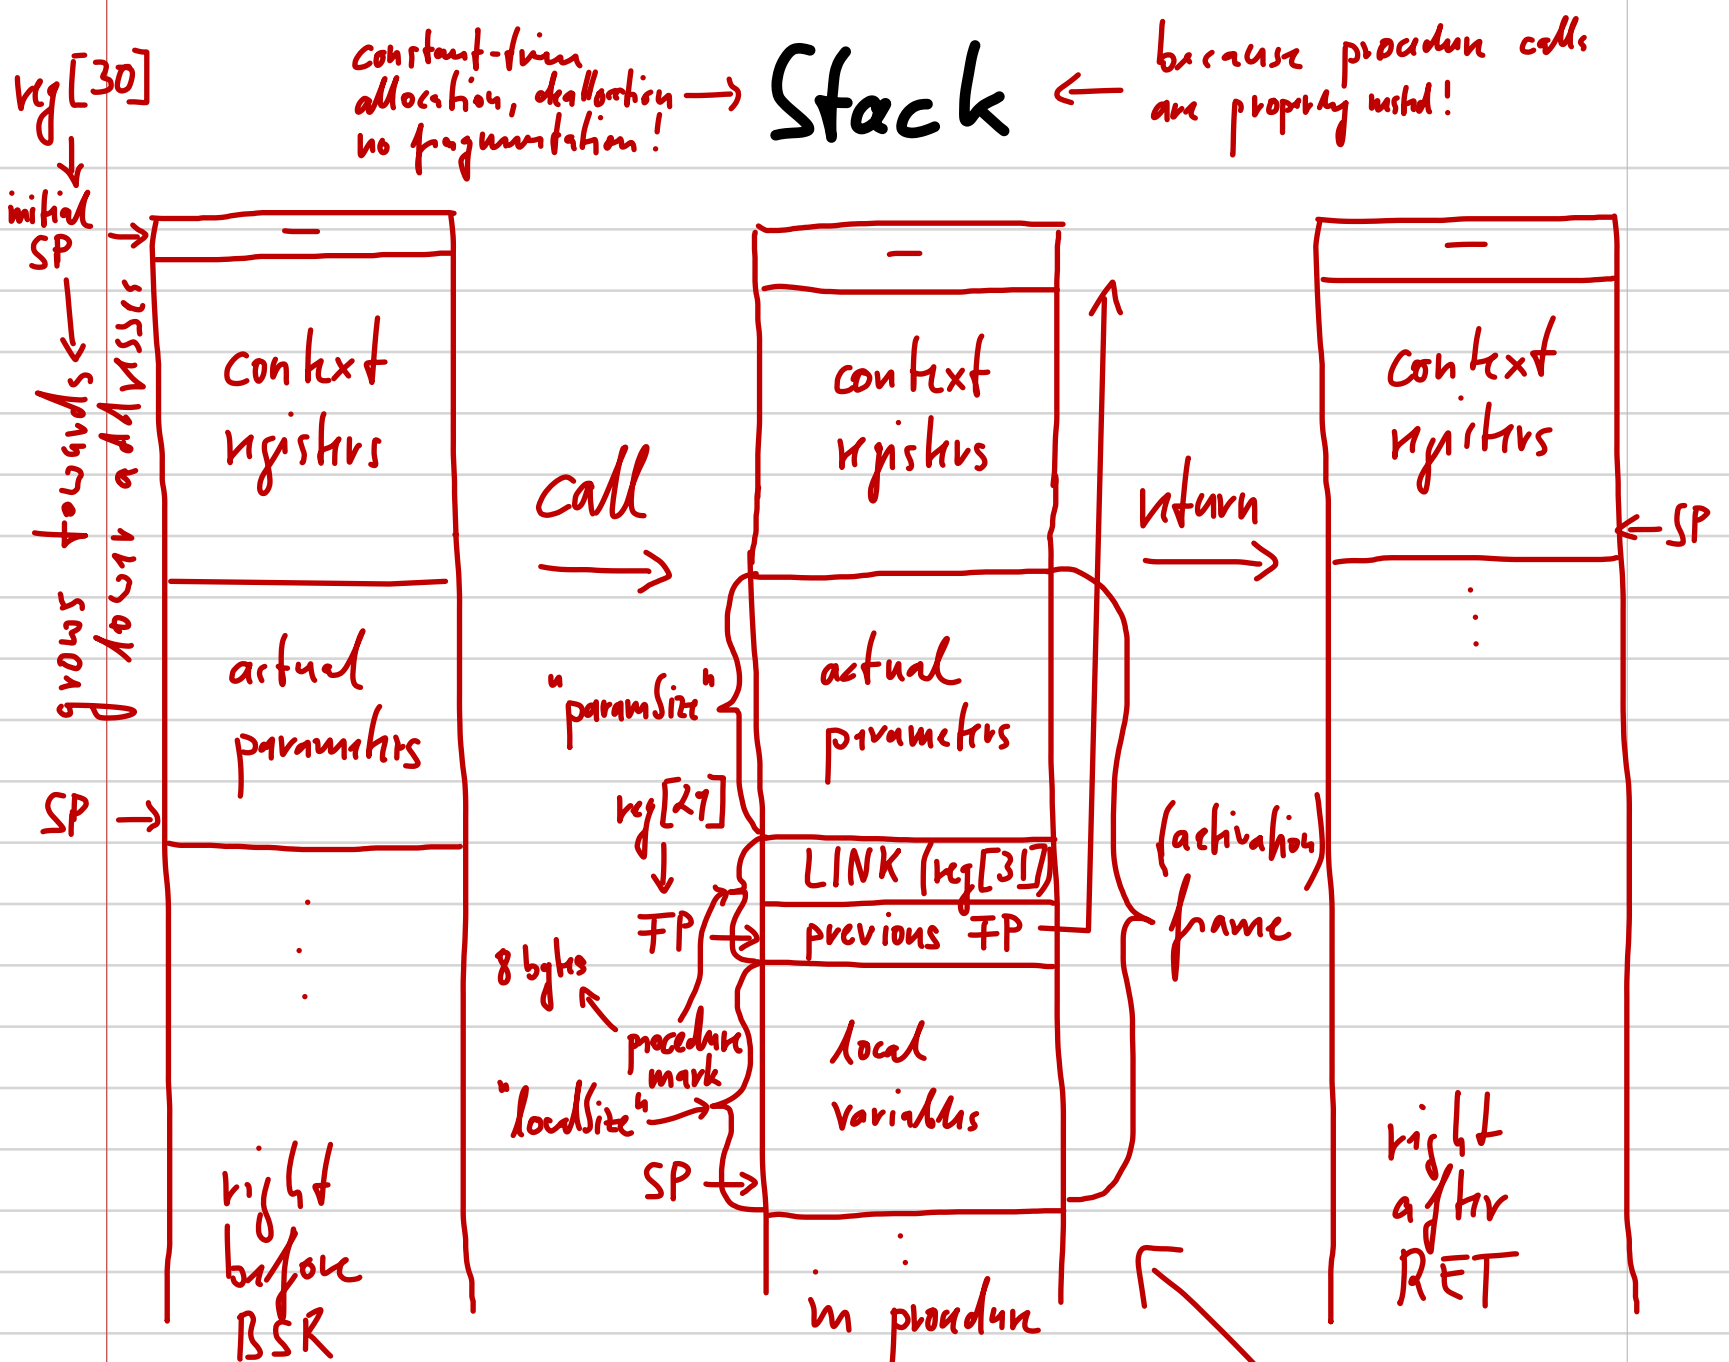 reg[30]
constant-time
allocation, deallocation
no fragmentation!
Stack
because procedure calls
are properly nested!
initial
SP
grows towards
lower addresses
-
context
registers
actual
parameters
SP
right
before
BSR
call
-
context
registers
actual
parameters
"paramSize"
reg[29]
LINK (reg[31])
FP
previous FP
8 bytes
procedure
mark
local
variables
"localSize"
SP
in procedure
(activation)
frame
return
-
context
registers
SP
right
after
RET